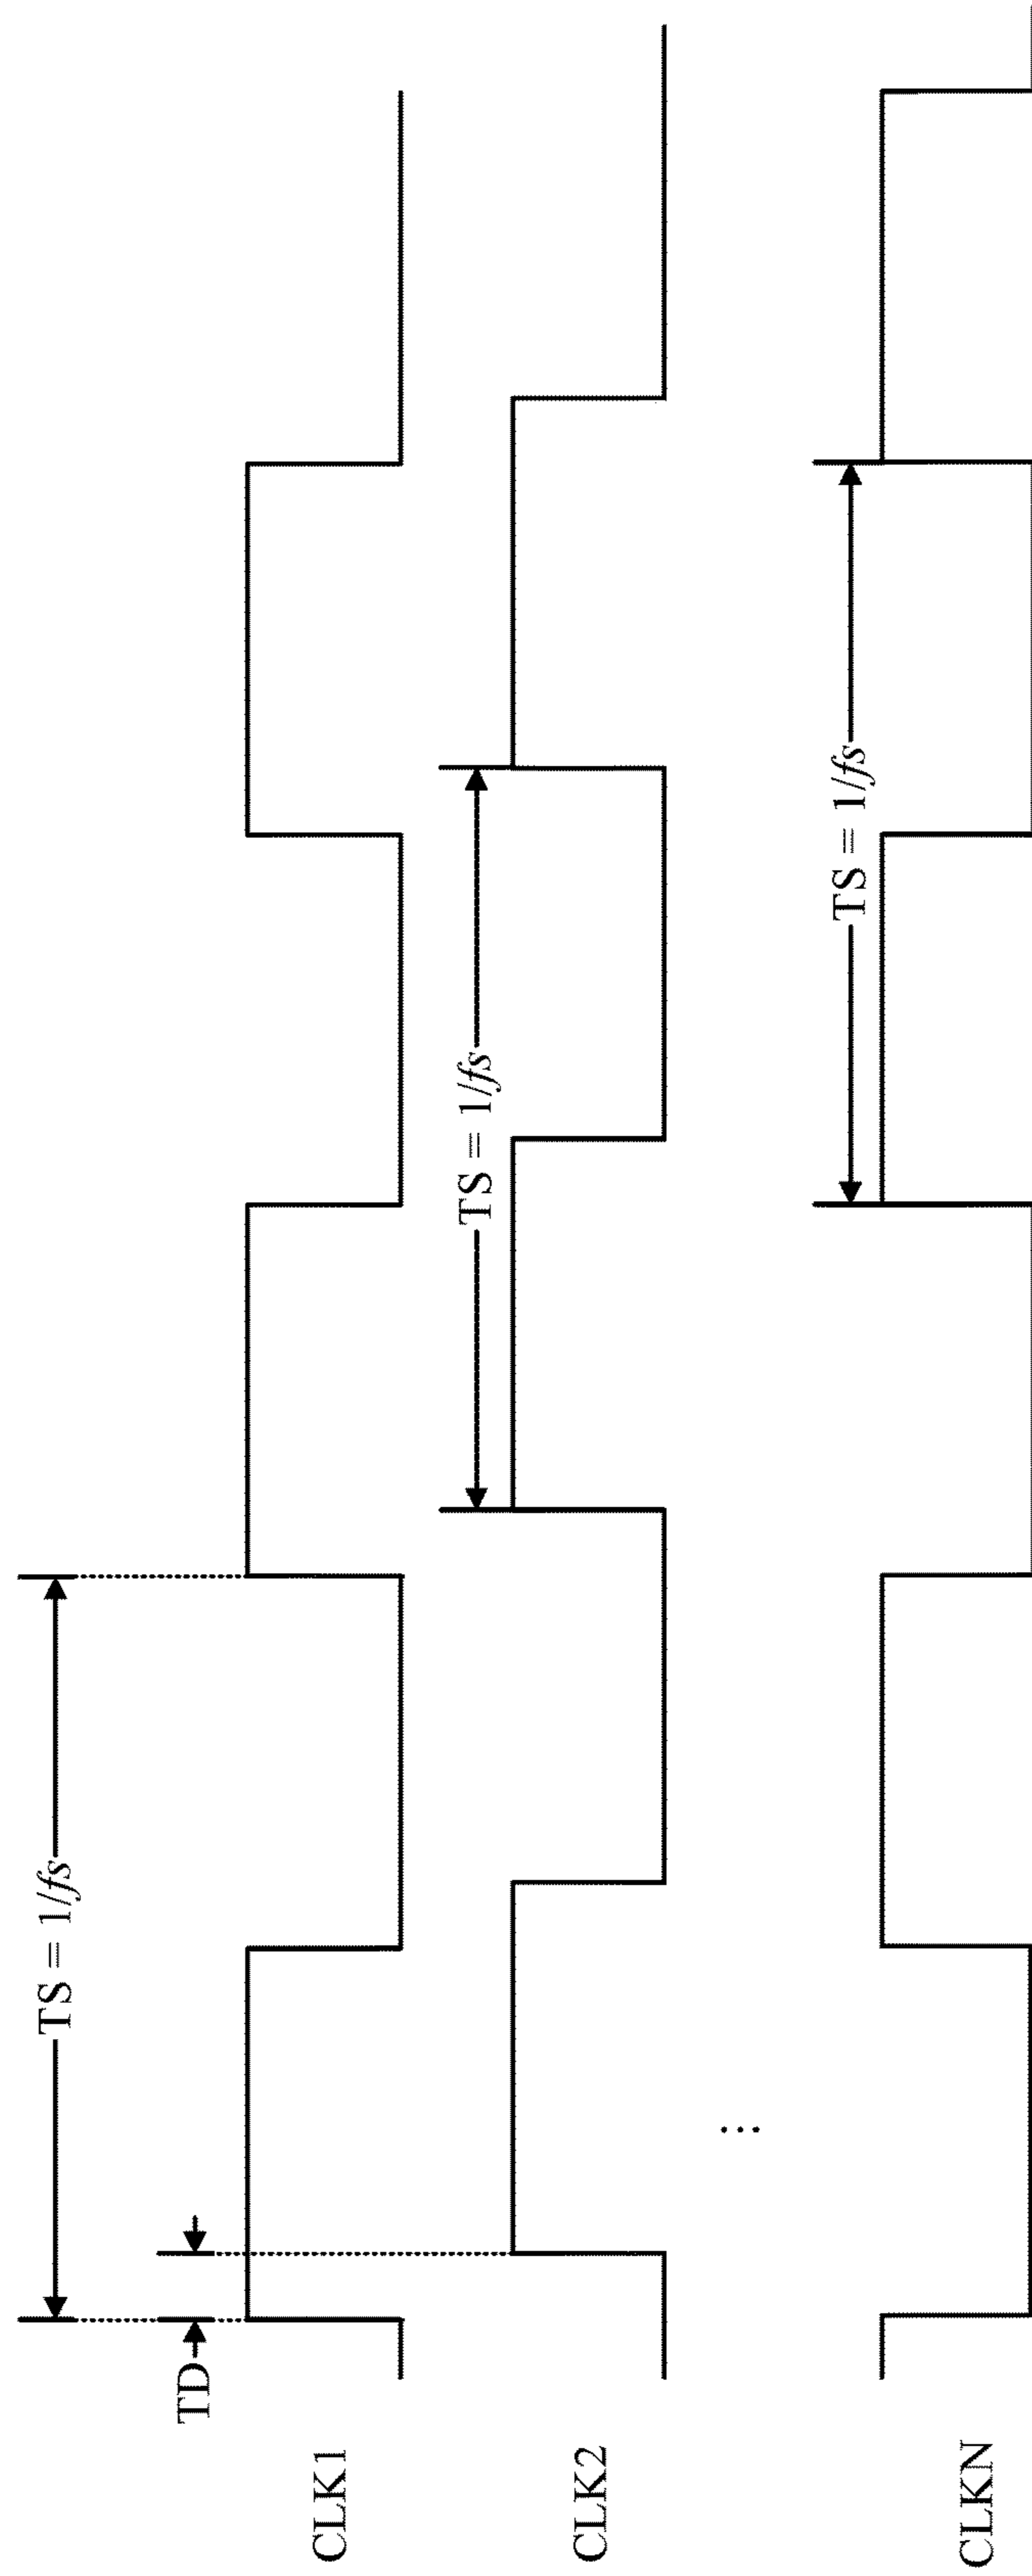 TS = 1/fs
TD
CLK1
TS = 1/fs
CLK2
...
TS = 1/fs
CLKN